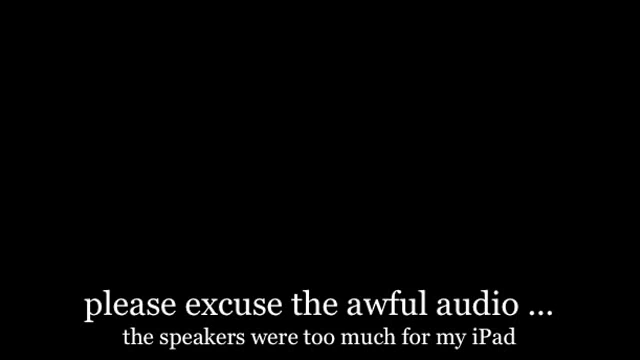 please excuse the awful audio ...
the speakers were too much for my iPad